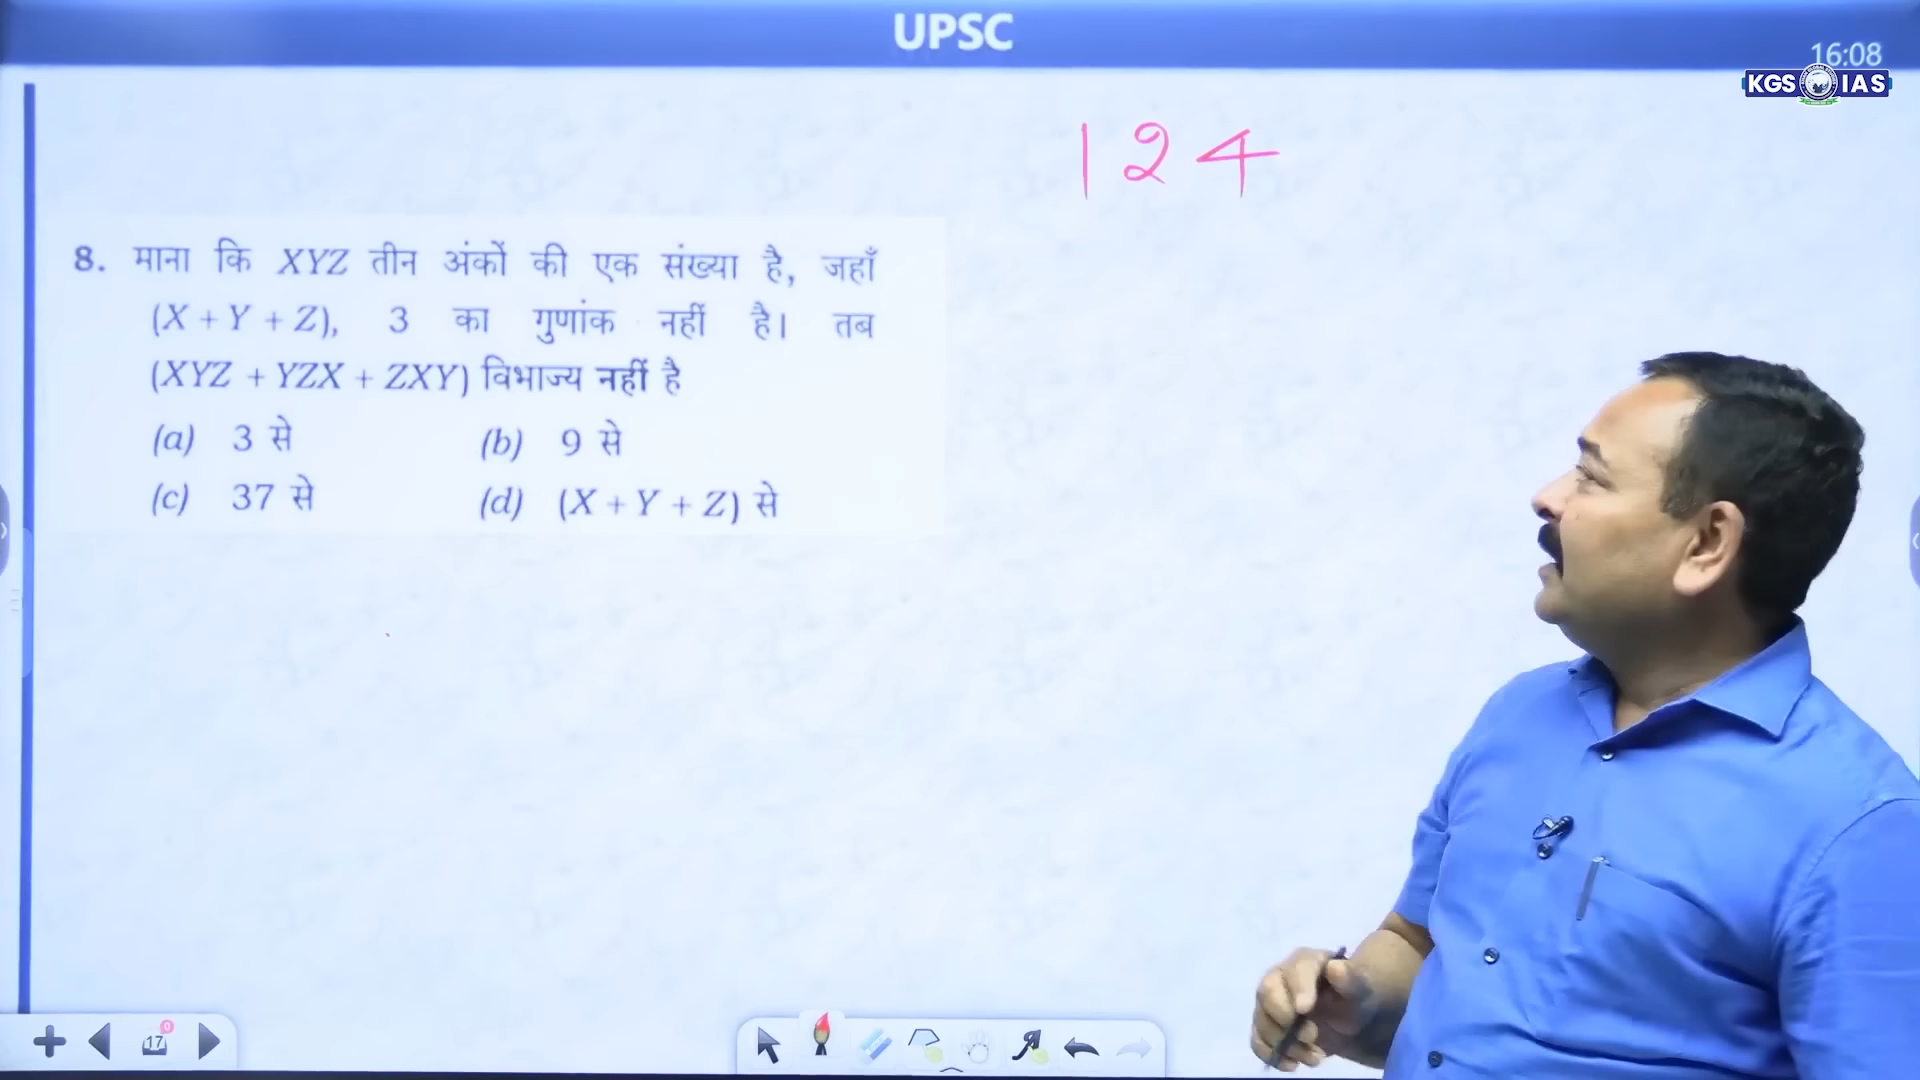 UPSC
16:08
KGS IAS
124
8. माना कि XYZ तीन अंकों की एक संख्या है, जहाँ
(X + Y + Z), 3 का गुणांक नहीं है। तब
(XYZ + YZX + ZXY) विभाज्य नहीं है
(a) 3 से (b) 9 से
(c) 37 से (d) (X + Y + Z) से
17
0